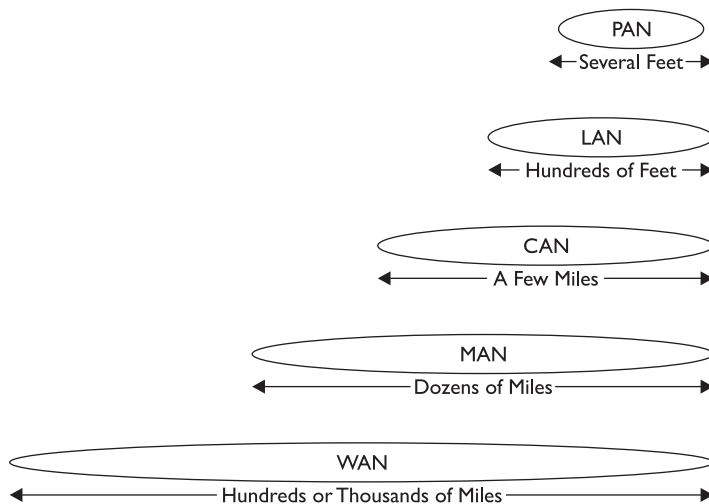 PAN
Several Feet
LAN
Hundreds of Feet
CAN
A Few Miles
MAN
Dozens of Miles
WAN
Hundreds or Thousands of Miles